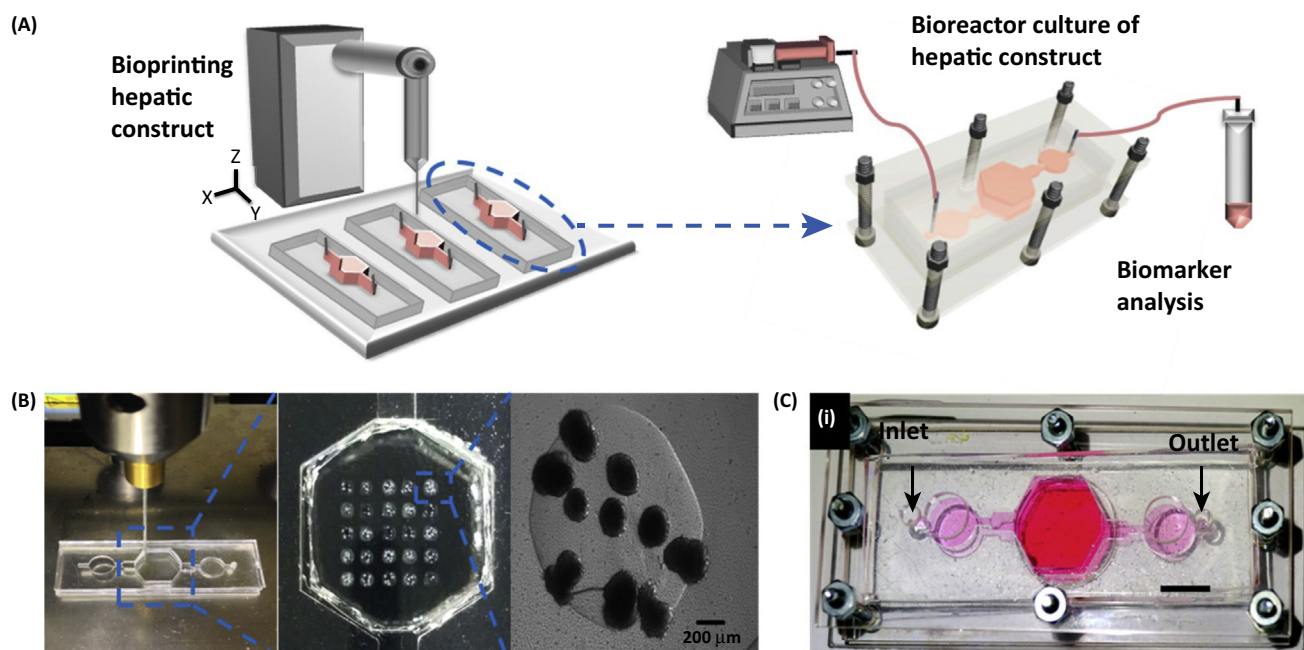 (A)
Bioprinting
hepatic
construct
Z
X
Y
Bioreactor culture of
hepatic construct
Biomarker
analysis
(B)
200 µm
(C)
(i)
Inlet
Outlet